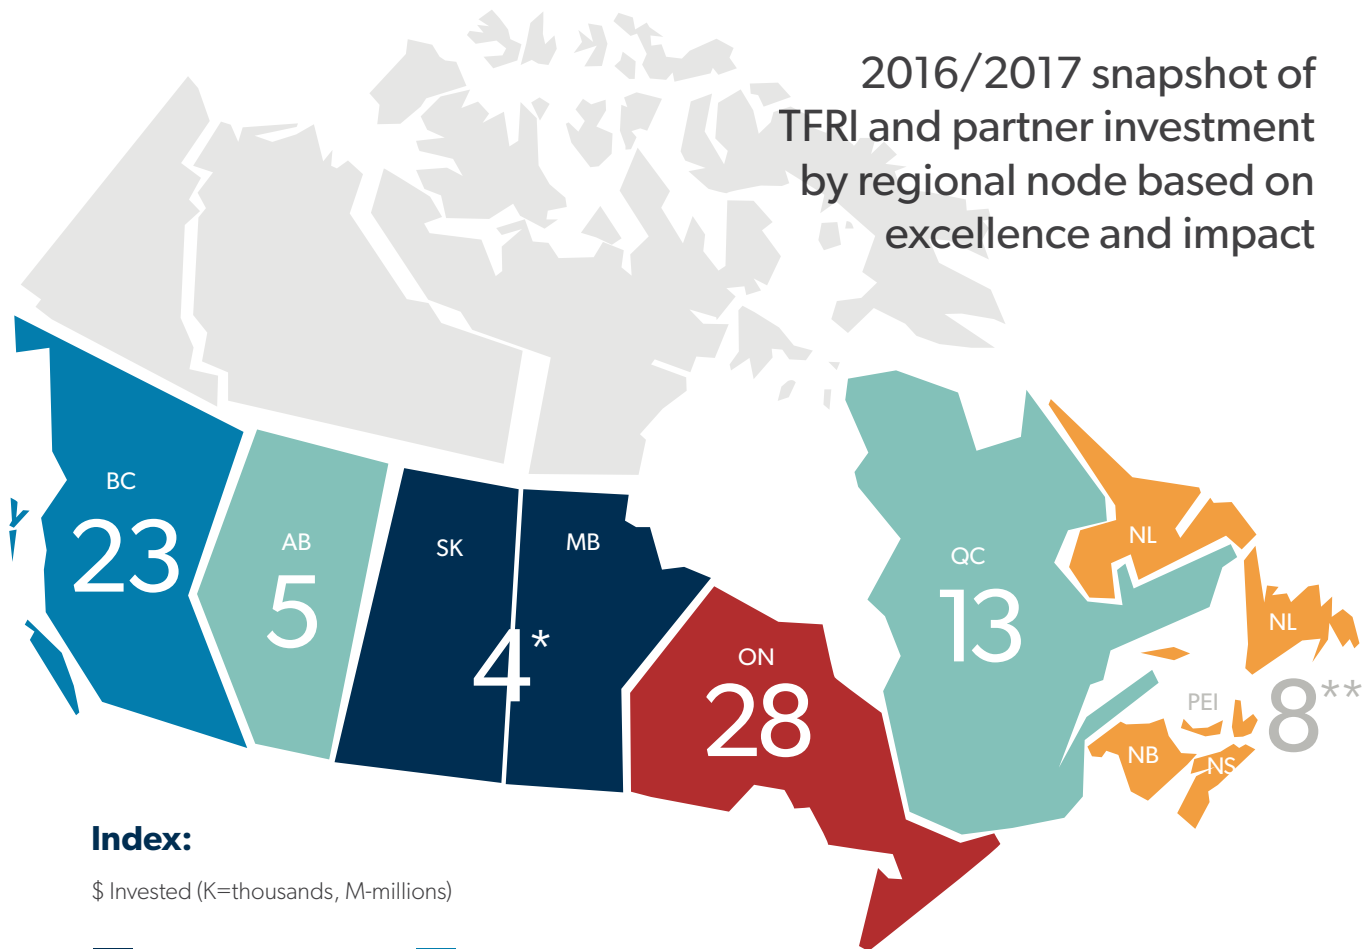 2016/2017 snapshot of
TFRI and partner investment
by regional node based on
excellence and impact
BC
23
AB
5
SK
MB
4*
ON
28
QC
13
NL
NL
PEI
8**
NB
NS
Index:
$ Invested (K=thousands, M-millions)